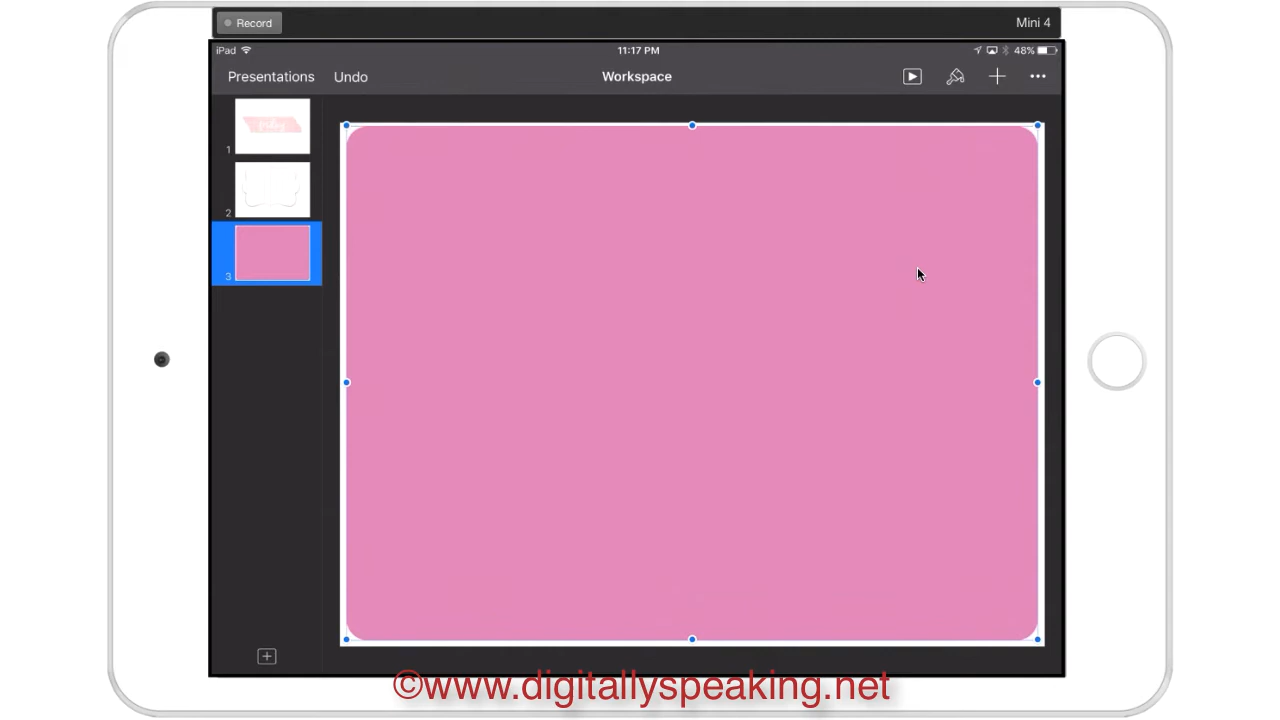 Record
Mini 4
iPad
11:17 PM
48%
Presentations
Undo
Workspace
1
2
3
©www.digitallyspeaking.net